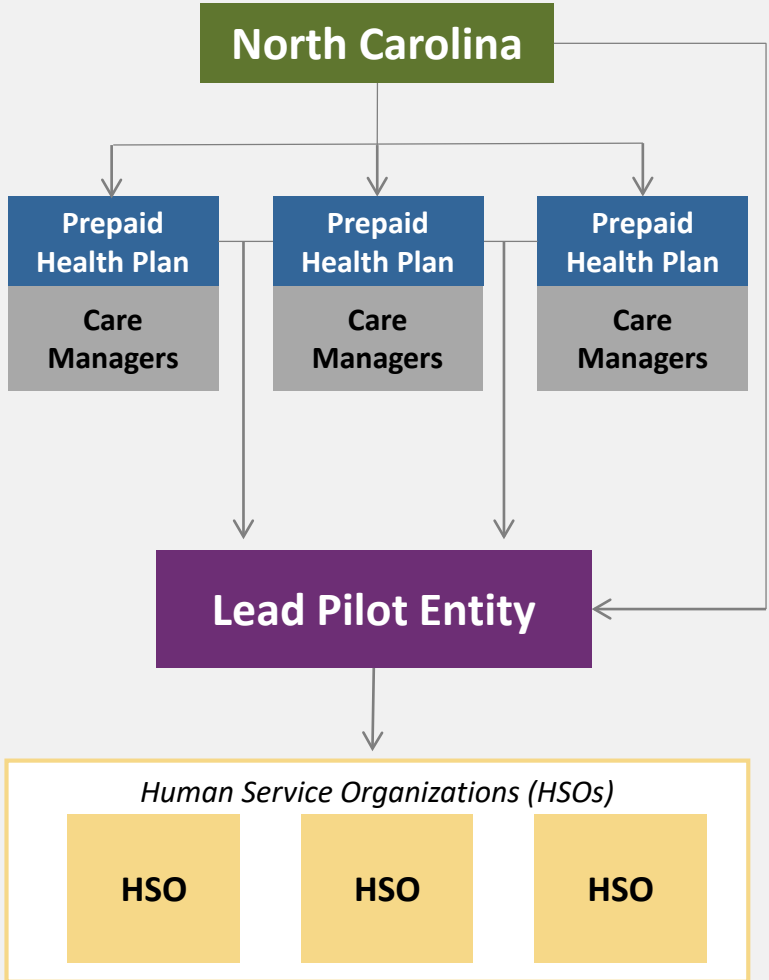 North Carolina
Prepaid
Health Plan
Prepaid
Health Plan
Prepaid
Health Plan
Care
Managers
Care
Managers
Care
Managers
Lead Pilot Entity
Human Service Organizations (HSOs)
HSO
HSO
HSO